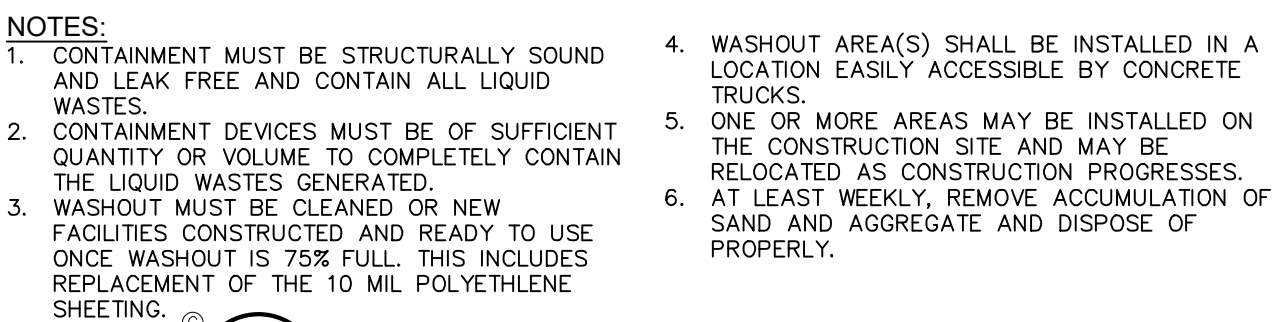 NOTES:
1. CONTAINMENT MUST BE STRUCTURALLY SOUND
AND LEAK FREE AND CONTAIN ALL LIQUID
WASTES.
2. CONTAINMENT DEVICES MUST BE OF SUFFICIENT
QUANTITY OR VOLUME TO COMPLETELY CONTAIN
THE LIQUID WASTES GENERATED.
3. WASHOUT MUST BE CLEANED OR NEW
FACILITIES CONSTRUCTED AND READY TO USE
ONCE WASHOUT IS 75% FULL. THIS INCLUDES
REPLACEMENT OF THE 10 MIL POLYETHLENE
SHEETING.
©
4. WASHOUT AREA(S) SHALL BE INSTALLED IN A
LOCATION EASILY ACCESSIBLE BY CONCRETE
TRUCKS.
5. ONE OR MORE AREAS MAY BE INSTALLED ON
THE CONSTRUCTION SITE AND MAY BE
RELOCATED AS CONSTRUCTION PROGRESSES.
6. AT LEAST WEEKLY, REMOVE ACCUMULATION OF
SAND AND AGGREGATE AND DISPOSE OF
PROPERLY.